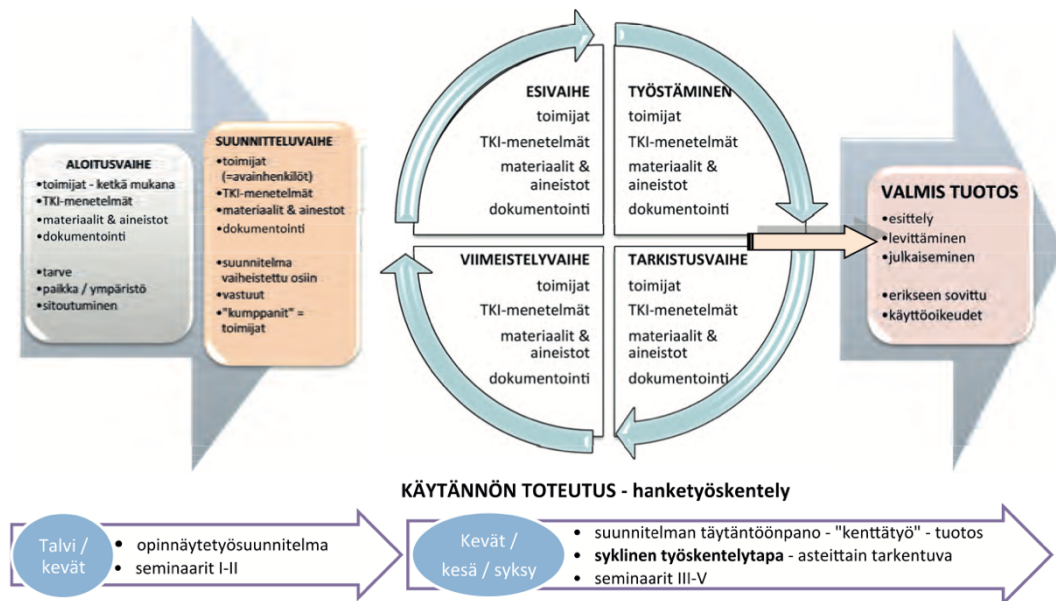 ALOITUSVAIHE
•toimijat - ketkä mukana
•TKI-menetelmät
•materiaalit & aineistot
•dokumentointi
•tarve
•paikka / ympäristö
•sitoutuminen
SUUNNITTELUVAIHE
•toimijat
(=avainhenkilöt)
•TKI-menetelmät
•materiaalit & ainestot
•dokumentointi
•suunnitelma
vaiheistettu osiin
•vastuut
•"kumppanit" =
toimijat
ESIVAIHE
toimijat
TKI-menetelmät
materiaalit &
aineistot
dokumentointi
TYÖSTÄMINEN
toimijat
TKI-menetelmät
materiaalit &
aineistot
dokumentointi
VIIMEISTELYVAIHE
toimijat
TKI-menetelmät
materiaalit &
aineistot
dokumentointi
TARKISTUSVAIHE
toimijat
TKI-menetelmät
materiaalit &
aineistot
dokumentointi
VALMIS TUOTOS
•esittely
•levittäminen
•julkaiseminen
•erikseen sovittu
•käyttöoikeudet
KÄYTÄNNÖN TOTEUTUS - hanketyöskentely
Talvi /
kevät
• opinnäytetyösuunnitelma
• seminaarit I-II
Kevät /
kesä / syksy
• suunnitelman täytäntöönpano - "kenttätyö" - tuotos
• syklinen työskentelytapa - asteittain tarkentuva
• seminaarit III-V